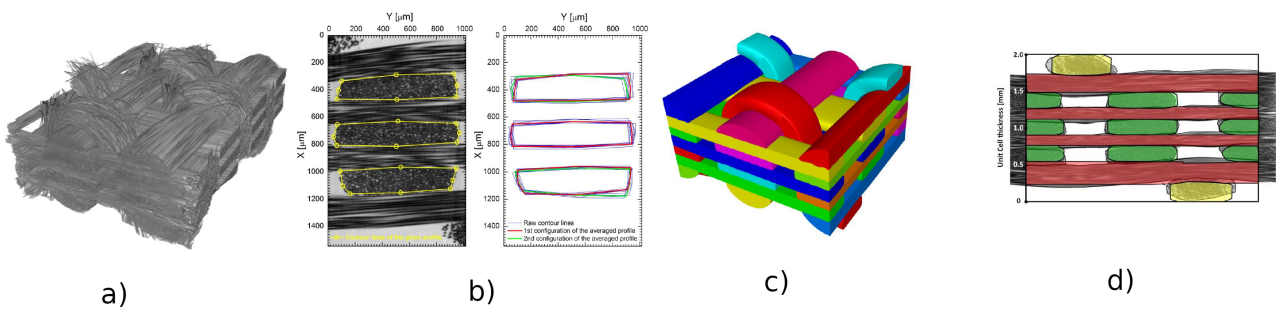 Y [μm]
0 200 400 600 800 1000
X [μm]
0
200
400
600
800
1000
1200
1400
Y [μm]
0 200 400 600 800 1000
X [μm]
0
200
400
600
800
1000
1200
1400
Raw contour lines
1st configuration of the averaged profile
2nd configuration of the averaged profile
Unit Cell thickness [mm]
2.0
1.5
1.0
0.5
0
a)
b)
c)
d)